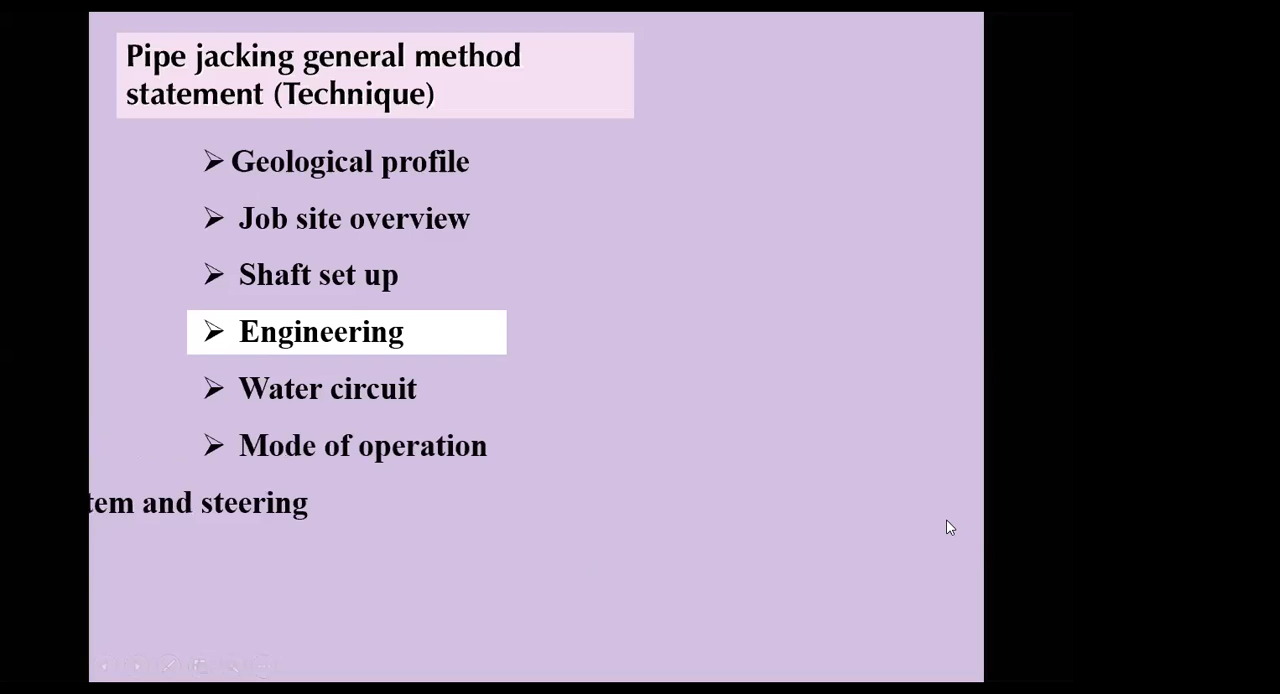 Pipe jacking general method
statement (Technique)
➢ Geological profile
➢ Job site overview
➢ Shaft set up
➢ Engineering
➢ Water circuit
➢ Mode of operation
tem and steering